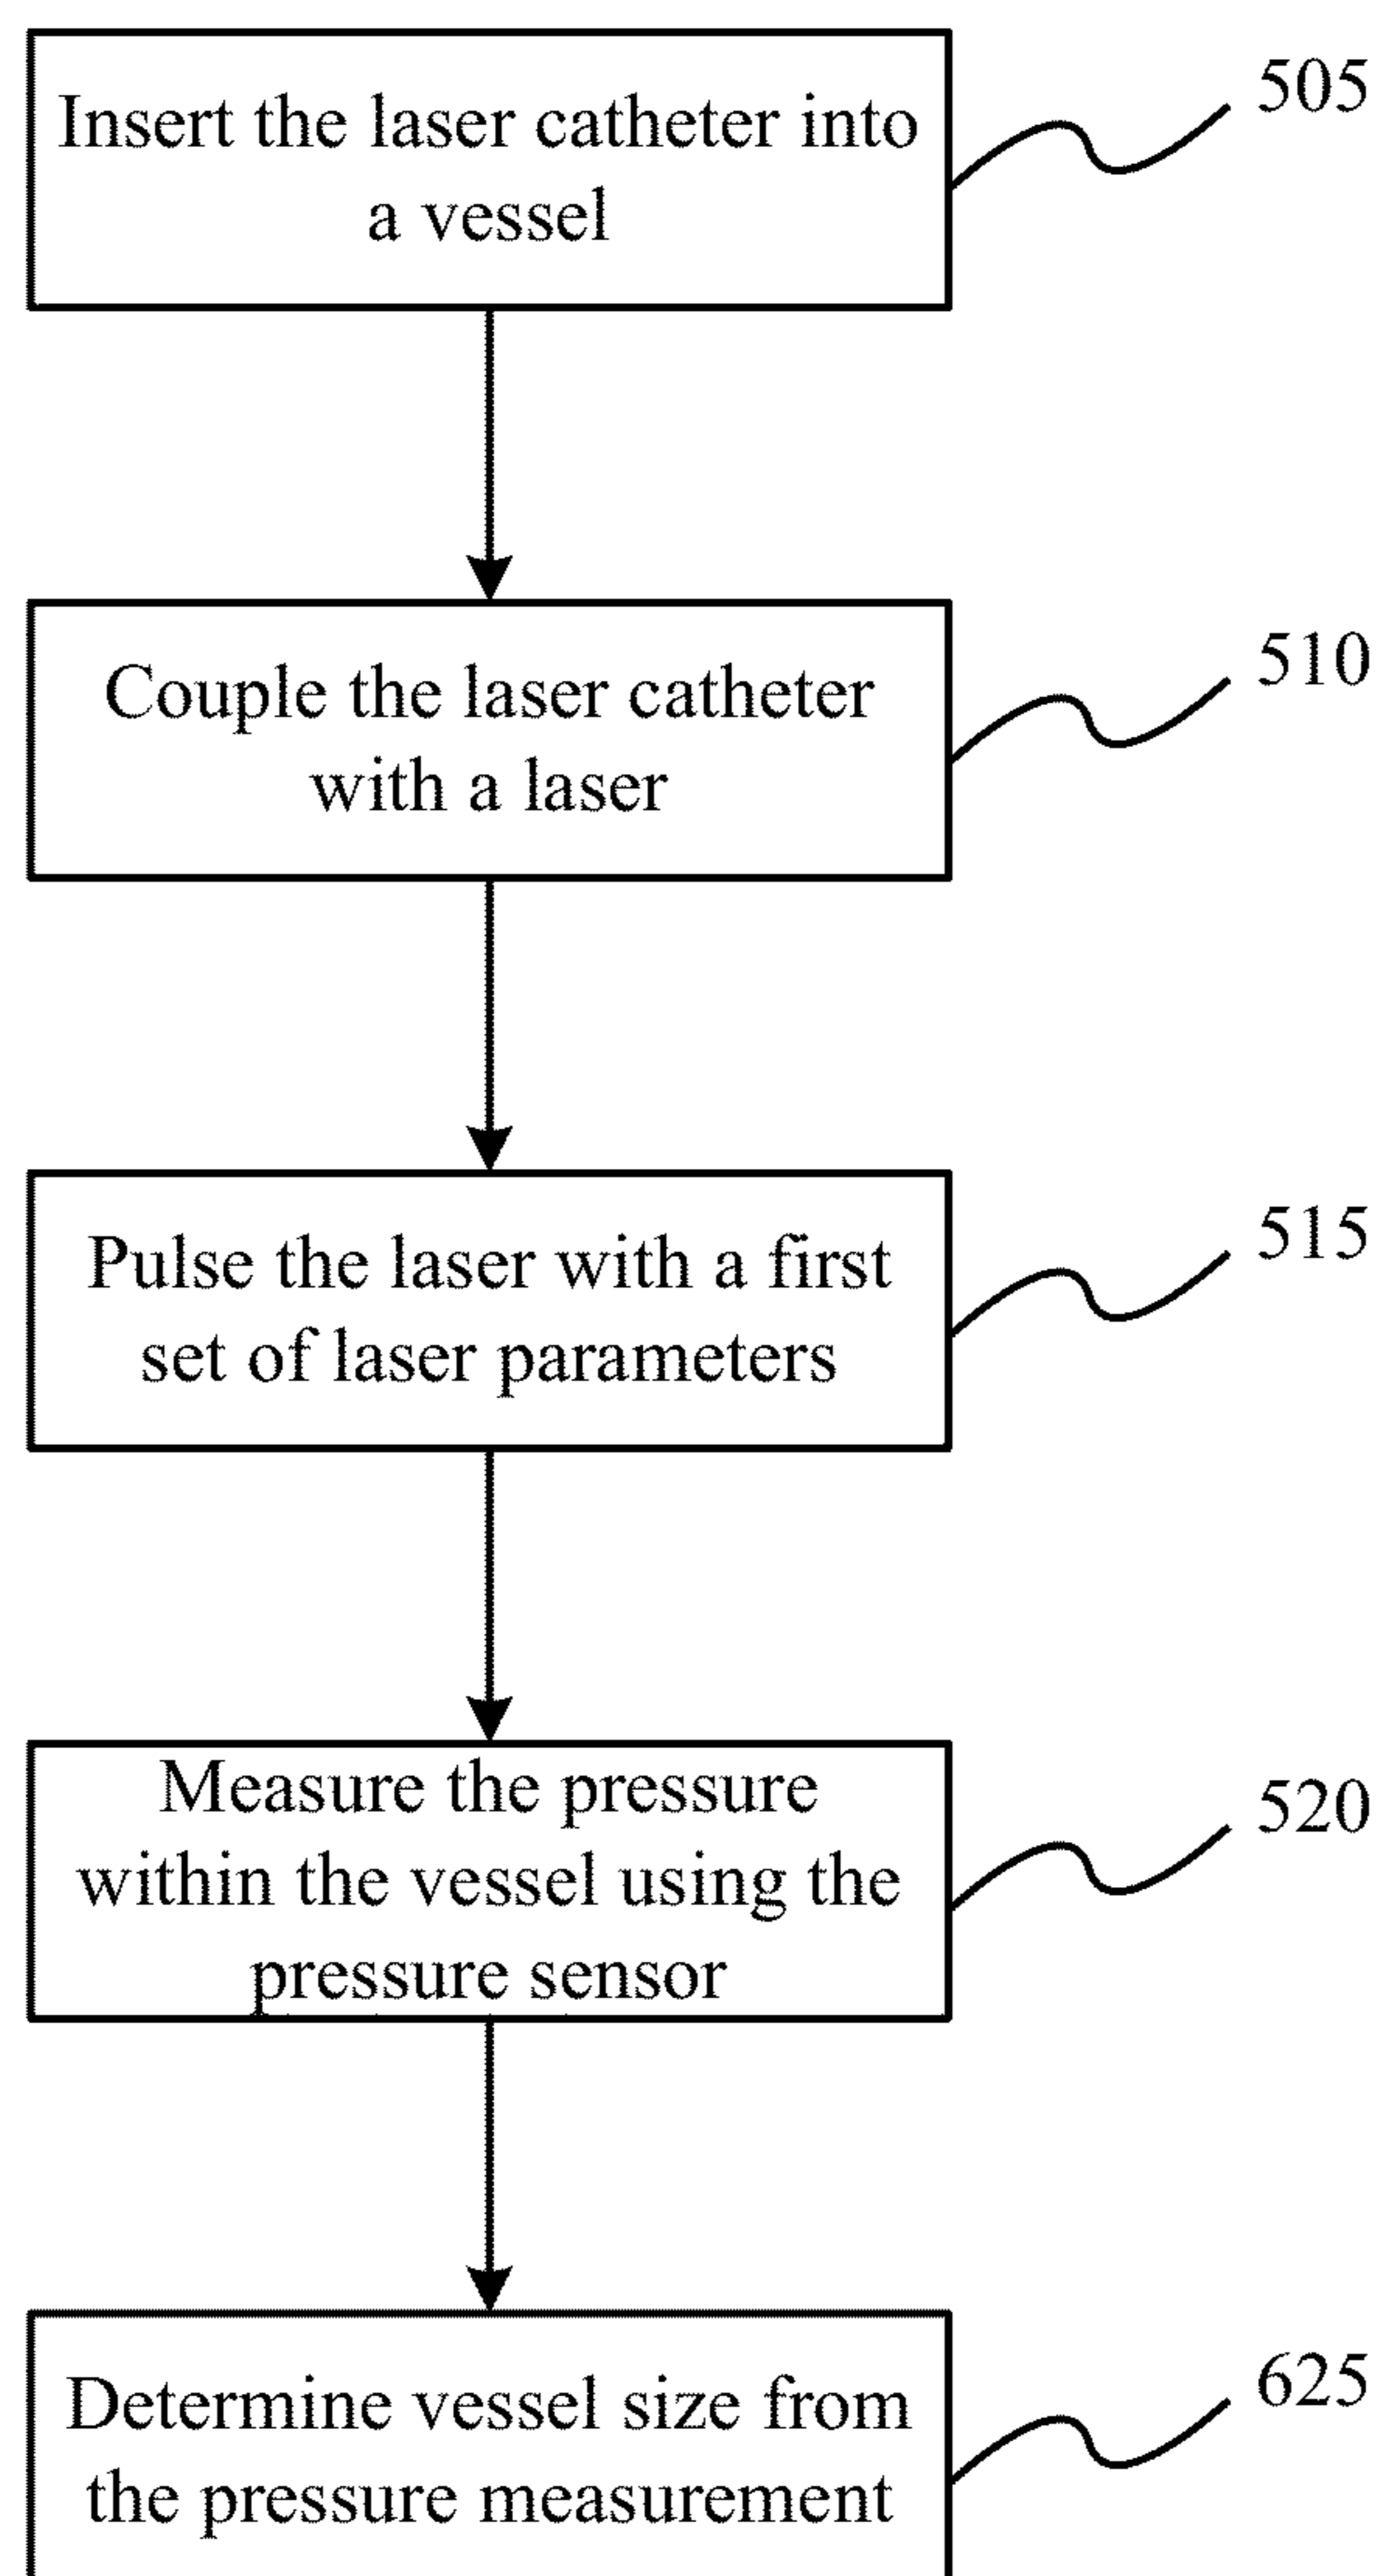 Insert the laser catheter into
a vessel
505
Couple the laser catheter
with a laser
510
Pulse the laser with a first
set of laser parameters
515
Measure the pressure
within the vessel using the
pressure sensor
520
Determine vessel size from
the pressure measurement
625